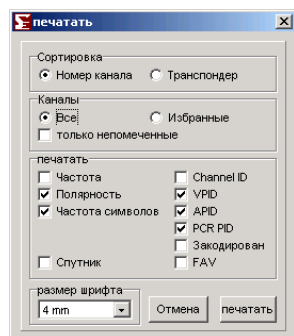 печатать
Сортировка
Номер канала Транспондер
Каналы
Все Избранные
только непомеченные
печатать
Частота Channel ID
Полярность VPID
Частота символов APID
PCR PID
Закодирован
Спутник FAV
размер шрифта
4 mm Отмена печатать